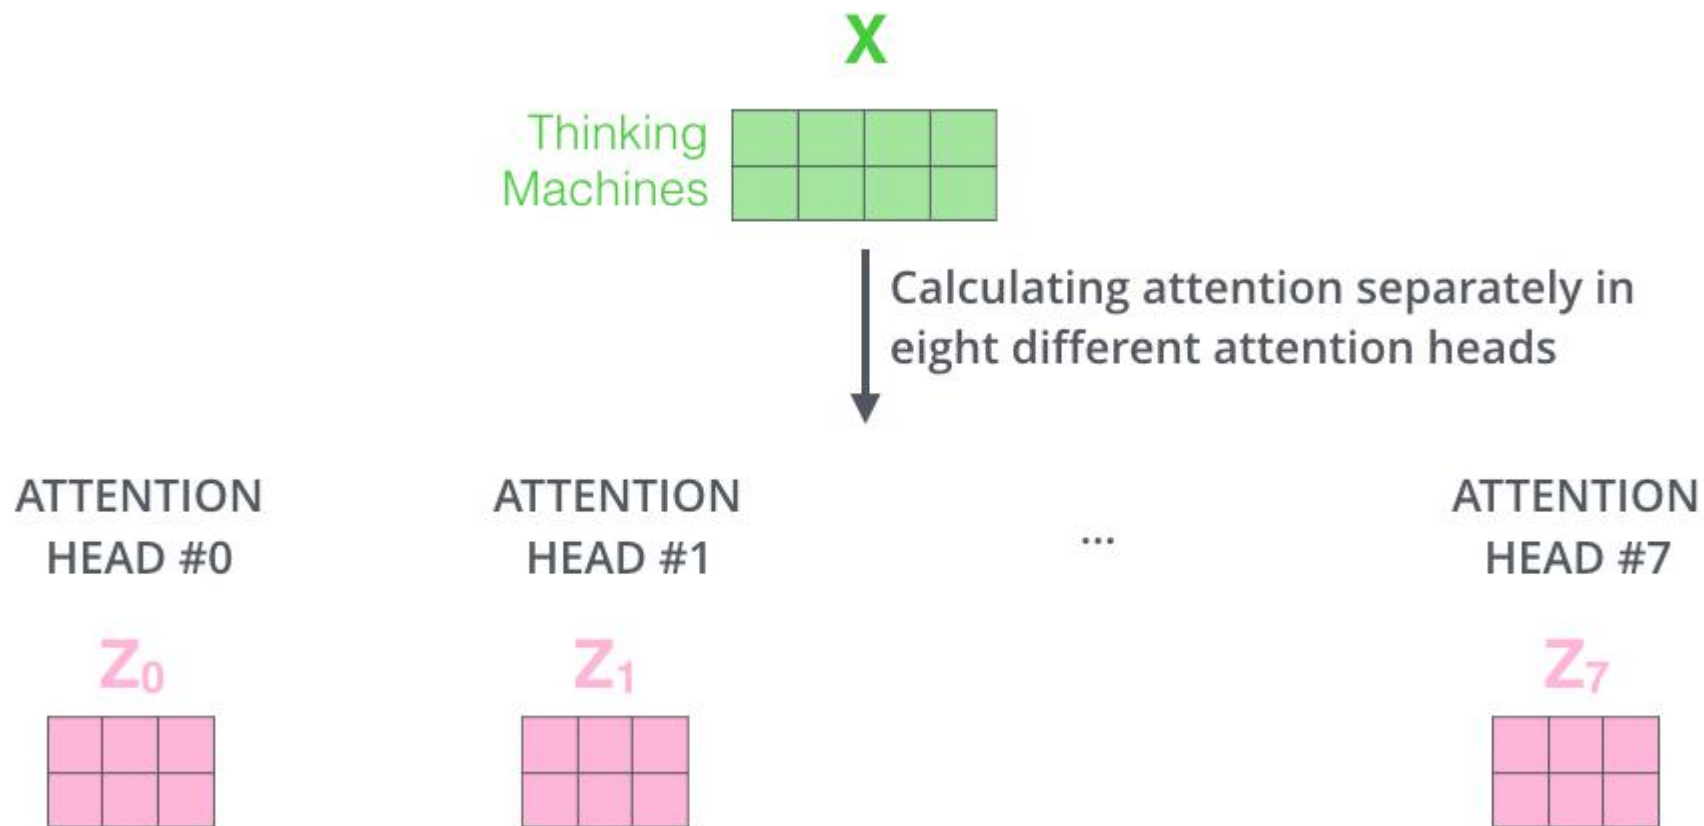 X
Thinking
Machines
Calculating attention separately in
eight different attention heads
ATTENTION
HEAD #0
ATTENTION
HEAD #1
...
ATTENTION
HEAD #7
Z0
Z1
Z7